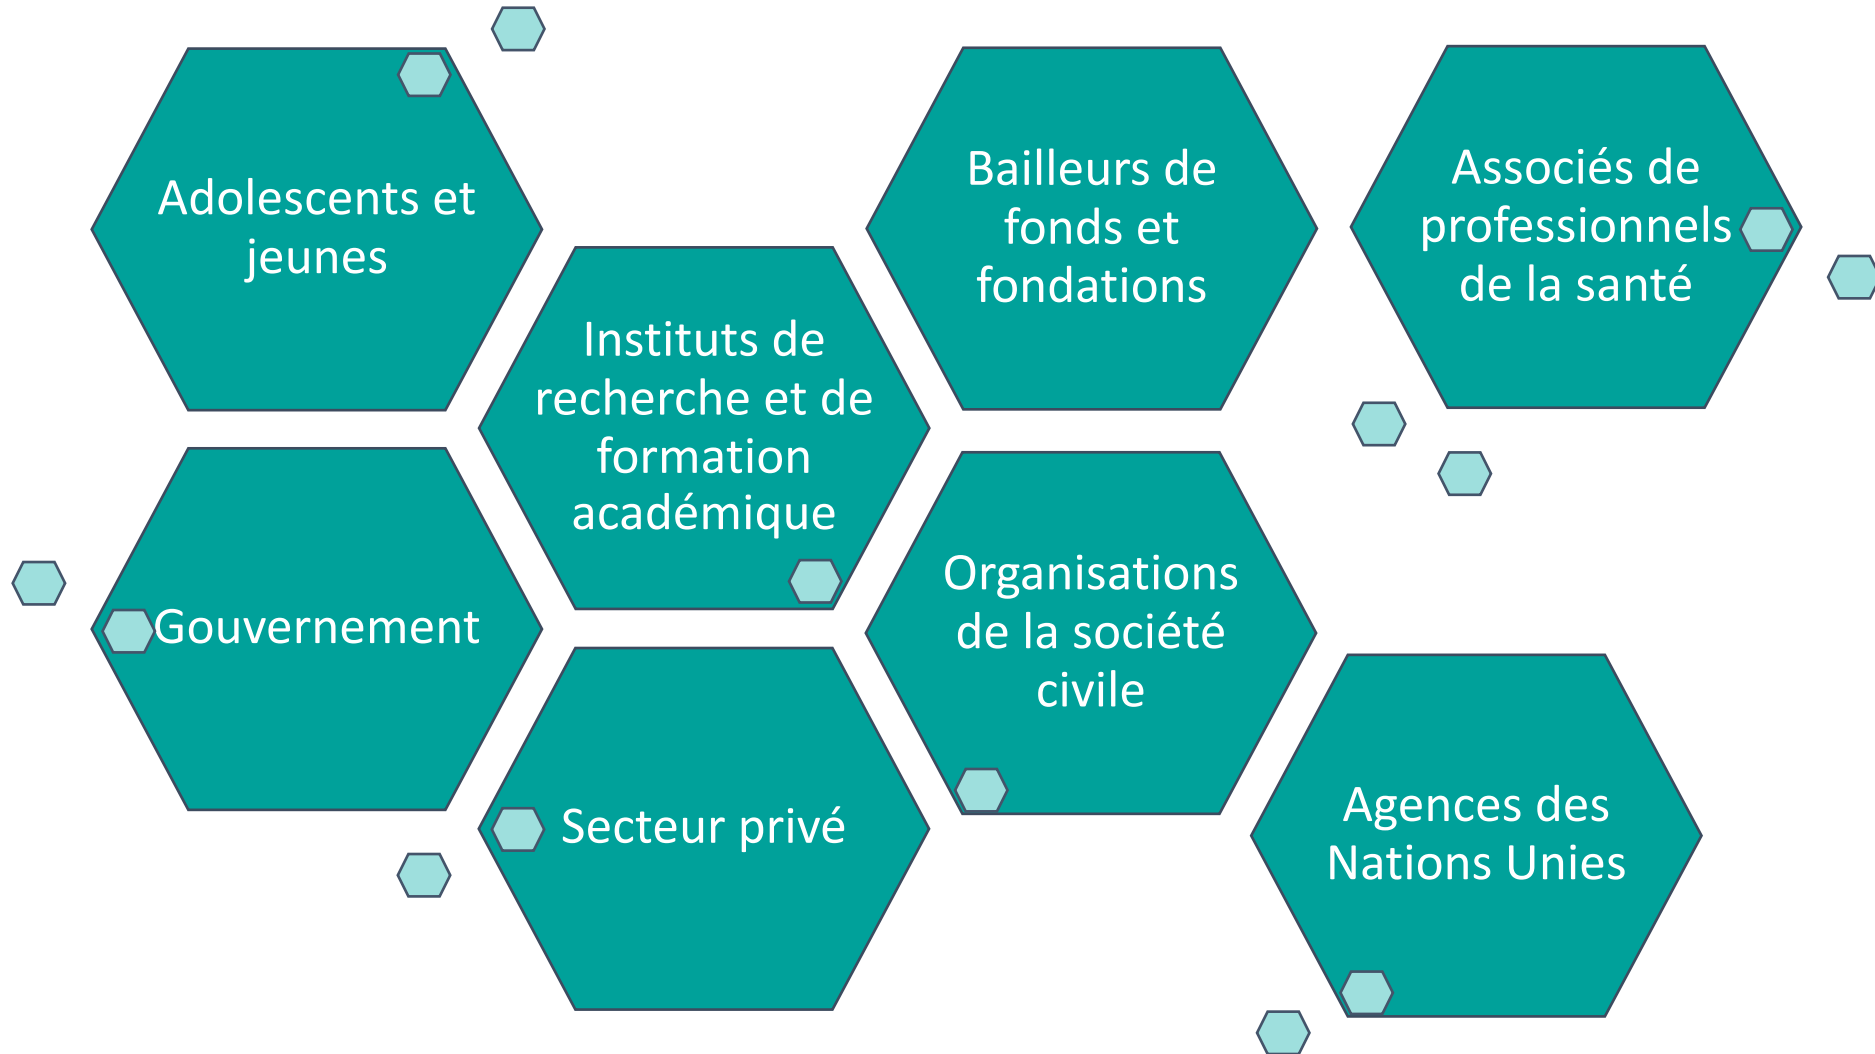 Adolescents et
jeunes
Instituts de
recherche et de
formation
académique
Bailleurs de
fonds et
fondations
Associés de
professionnels
de la santé
Gouvernement
Secteur privé
Organisations
de la société
civile
Agences des
Nations Unies